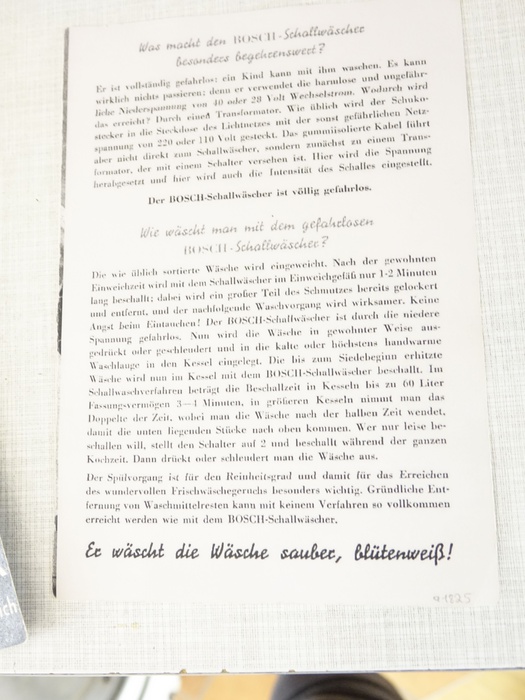 Was macht den BOSCH-Schallwäscher
besonders begehrenswert?
Er ist vollständig gefahrlos; ein Kind kann mit ihm waschen. Es kann
wirklich nichts passieren; denn er verwendet die harmlose und ungefähr-
liche Niederspannung von 40 oder 28 Volt Wechselstrom. Wodurch wird
das erreicht? Durch einen Transformator. Wie üblich wird der Schuko-
stecker in die Steckdose des Lichtnetzes mit der sonst gefährlichen Netz-
spannung von 220 oder 110 Volt gesteckt. Das gummiisolierte Kabel führt
aber nicht direkt zum Schallwäscher, sondern zunächst zu einem Trans-
formator, der mit einem Schalter versehen ist. Hier wird die Spannung
herabgesetzt und hier wird auch die Intensität des Schalles eingestellt.
Der BOSCH-Schallwäscher ist völlig gefahrlos.
Wie wäscht man mit dem gefahrlosen
BOSCH-Schallwäscher?
Die wie üblich sortierte Wäsche wird eingeweicht. Nach der gewohnten
Einweichzeit wird mit dem Schallwäscher im Einweichgefäß nur 1-2 Minuten
lang beschallt; dabei wird ein großer Teil des Schmutzes bereits gelockert
und entfernt, und der nachfolgende Waschvorgang wird wirksamer. Keine
Angst beim Eintauchen! Der BOSCH-Schallwäscher ist durch die niedere
Spannung gefahrlos. Nun wird die Wäsche in gewohnter Weise aus-
gedrückt oder geschleudert und in die kalte oder höchstens handwarme
Waschlauge in den Kessel eingelegt. Die bis zum Siedebeginn erhitzte
Wäsche wird nun im Kessel mit dem BOSCH-Schallwäscher beschallt. Im
Schallwaschverfahren beträgt die Beschallzeit in Kesseln bis zu 60 Liter
Fassungsvermögen 3—4 Minuten, in größeren Kesseln nimmt man das
Doppelte der Zeit, wobei man die Wäsche nach der halben Zeit wendet,
damit die unten liegenden Stücke nach oben kommen. Wer nur leise be-
schallen will, stellt den Schalter auf 2 und beschallt während der ganzen
Kochzeit. Dann drückt oder schleudert man die Wäsche aus.
Der Spülvorgang ist für den Reinheitsgrad und damit für das Erreichen
des wundervollen Frischwäschegeruchs besonders wichtig. Gründliche Ent-
fernung von Waschmittelresten kann mit keinem Verfahren so vollkommen
erreicht werden wie mit dem BOSCH-Schallwäscher.
Er wäscht die Wäsche sauber, blütenweiß!